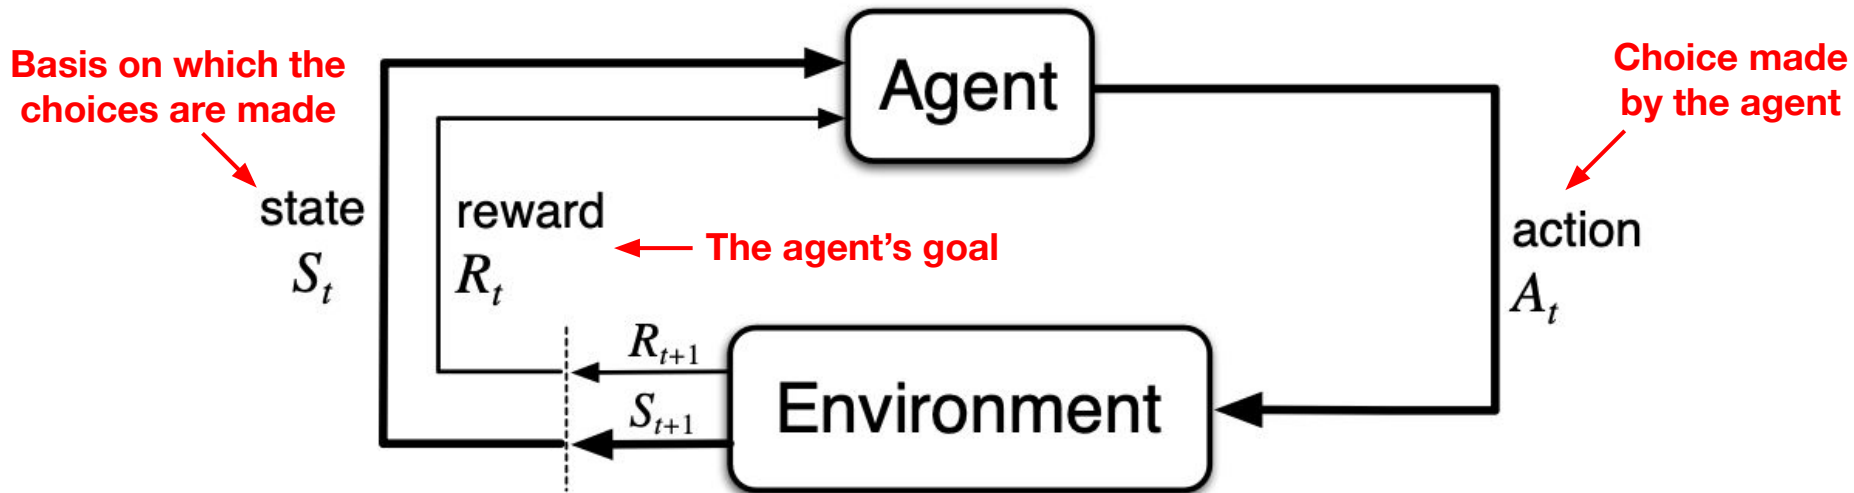 Basis on which the
choices are made
Agent
Choice made
by the agent
state
S_t
reward
R_t
The agent’s goal
action
A_t
R_{t+1}
S_{t+1}
Environment